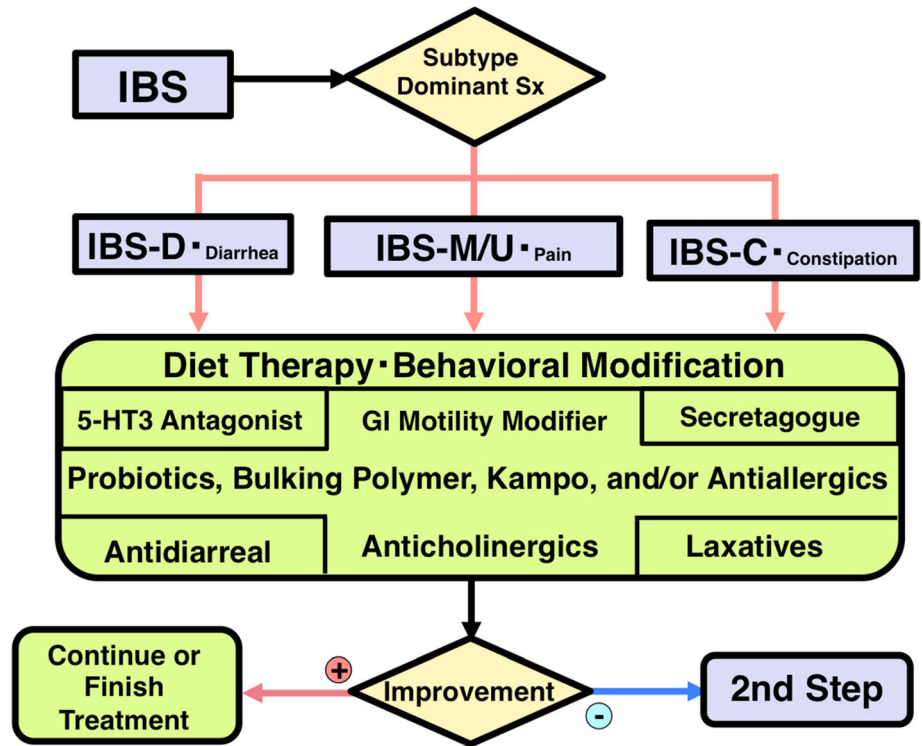 IBS
Subtype
Dominant Sx
IBS-D・Diarrhea
IBS-M/U・Pain
IBS-C・Constipation
Diet Therapy・Behavioral Modification
5-HT3 Antagonist
GI Motility Modifier
Secretagogue
Probiotics, Bulking Polymer, Kampo, and/or Antiallergics
Antidiarreal
Anticholinergics
Laxatives
Continue or
Finish
Treatment
+
Improvement
-
2nd Step